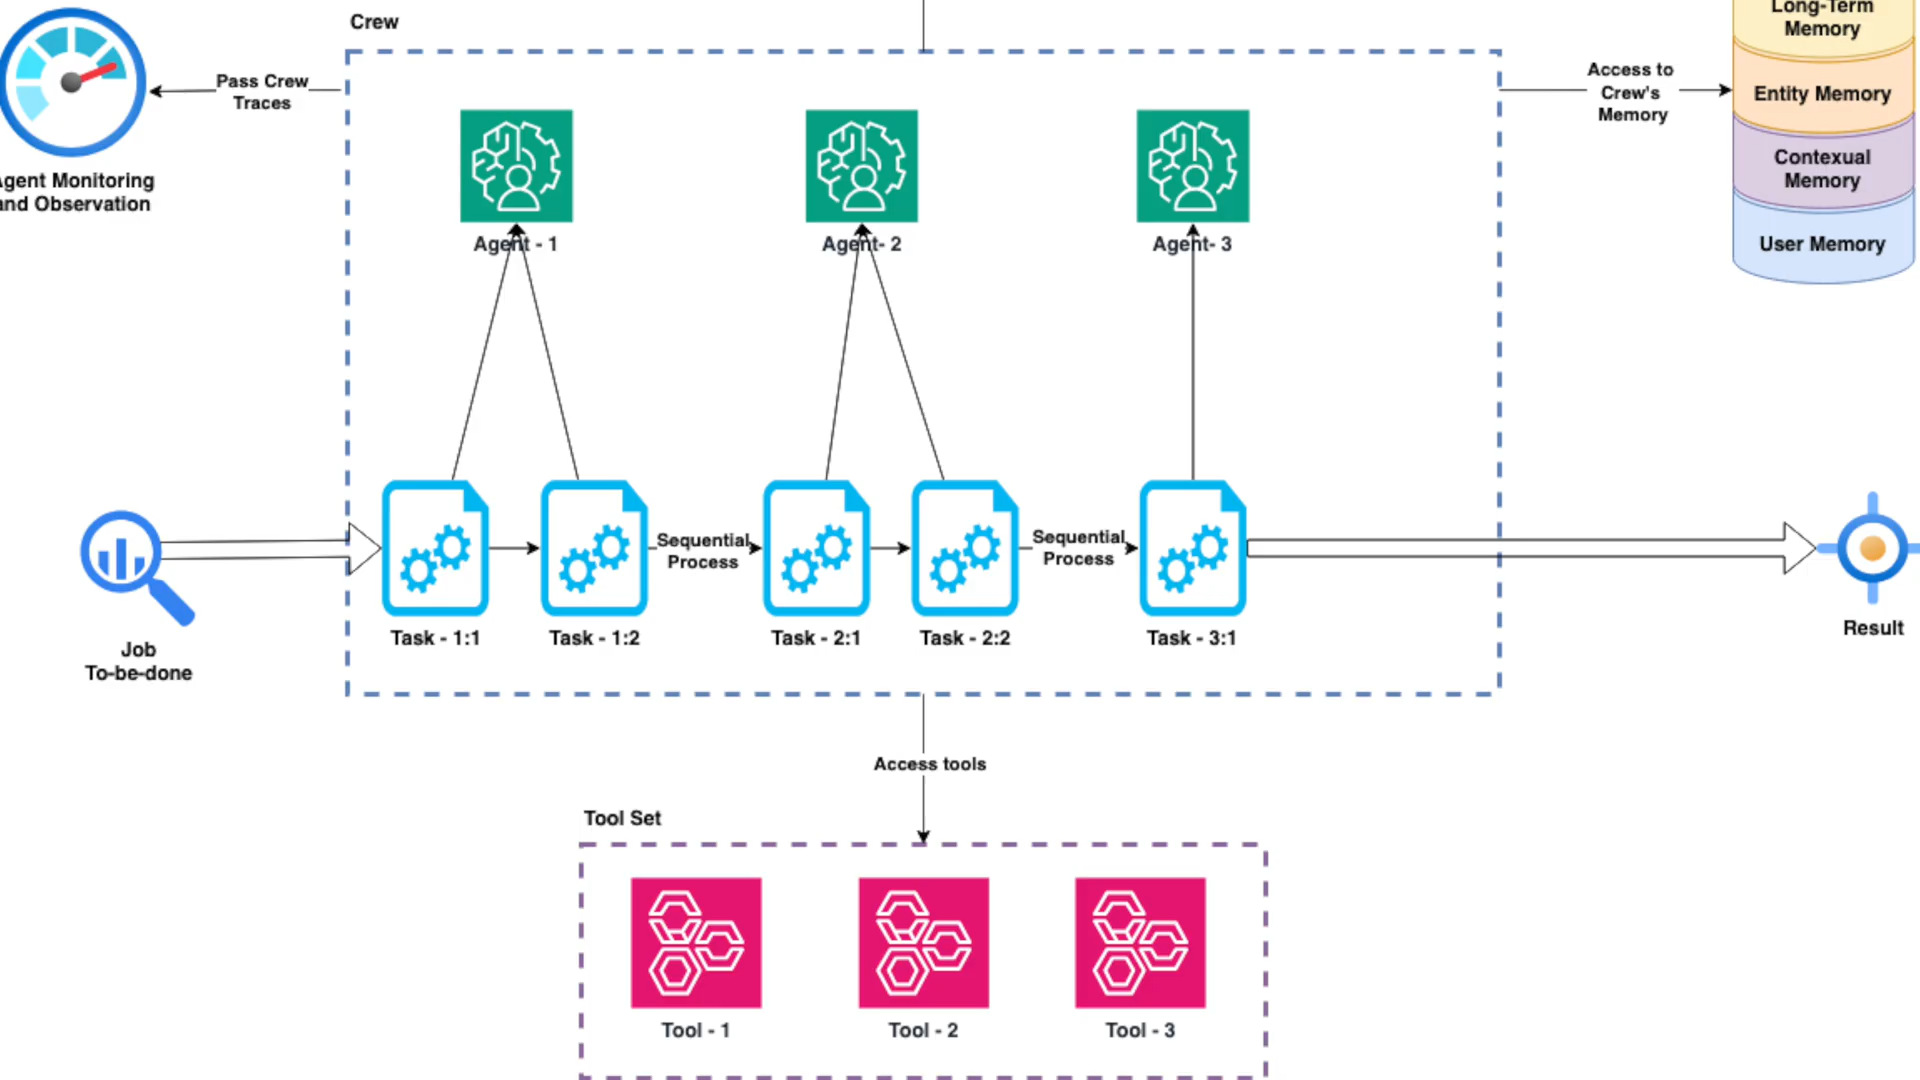 Crew
Long-Term
Memory
Pass Crew
Traces
Access to
Crew's
Memory
Entity Memory
Contexual
Memory
User Memory
gent Monitoring
and Observation
Agent - 1
Agent- 2
Agent- 3
Sequential
Process
Sequential
Process
Task - 1:1
Task - 1:2
Task - 2:1
Task - 2:2
Task - 3:1
Job
To-be-done
Result
Access tools
Tool Set
Tool - 1
Tool - 2
Tool - 3